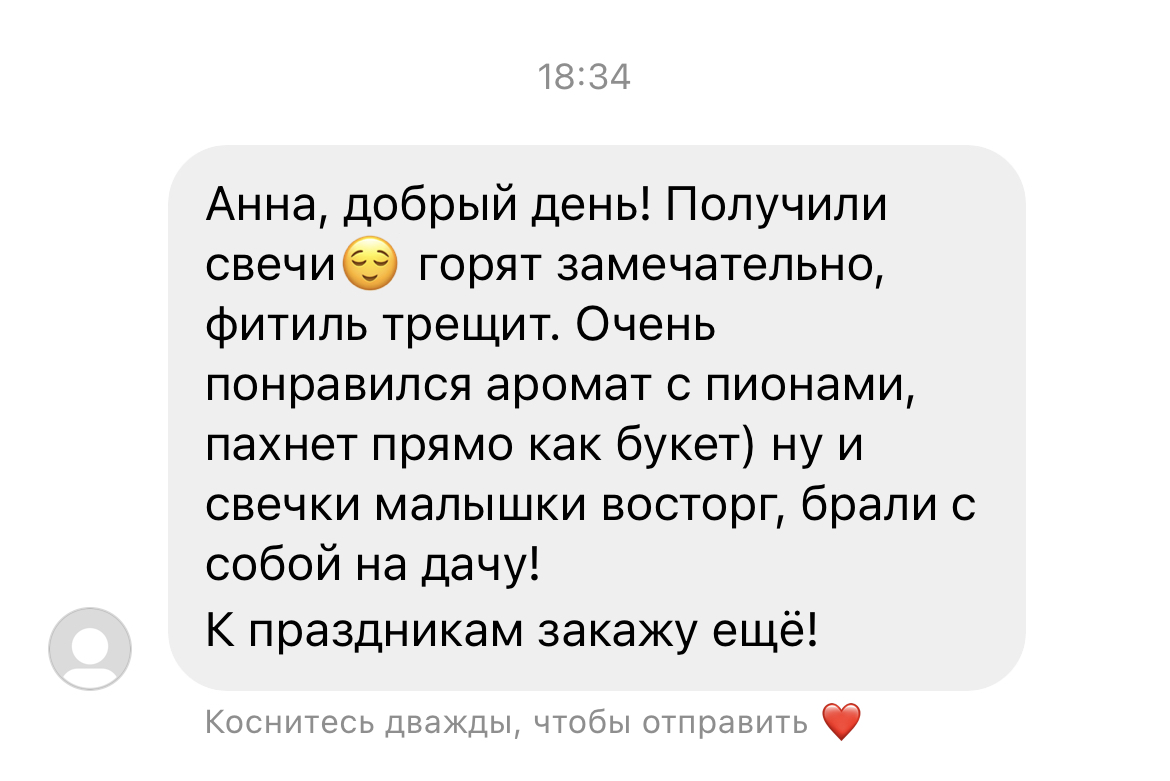 18:34
Анна, добрый день! Получили
свечи😌 горят замечательно,
фитиль трещит. Очень
понравился аромат с пионами,
пахнет прямо как букет) ну и
свечки малышки восторг, брали с
собой на дачу!
К праздникам закажу ещё!
Коснитесь дважды, чтобы отправить ❤️